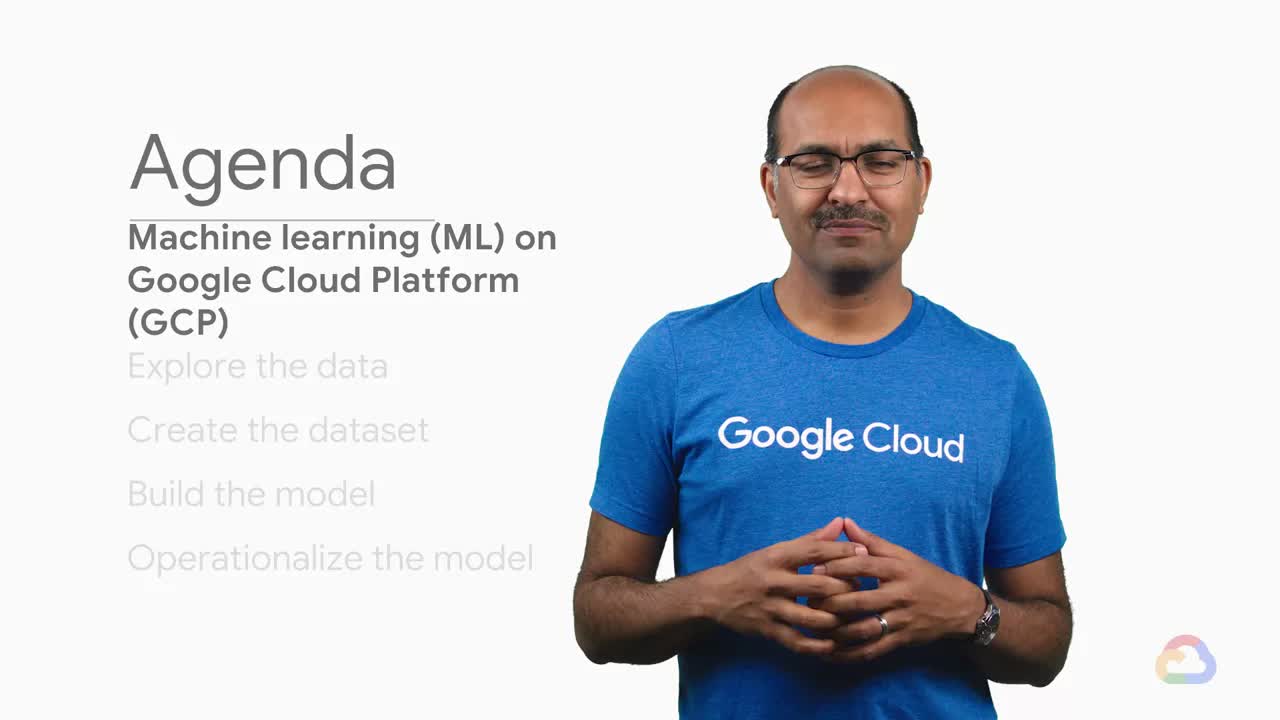 Agenda
Machine learning (ML) on
Google Cloud Platform
(GCP)
Explore the data
Create the dataset
Build the model
Operationalize the model
Google Cloud